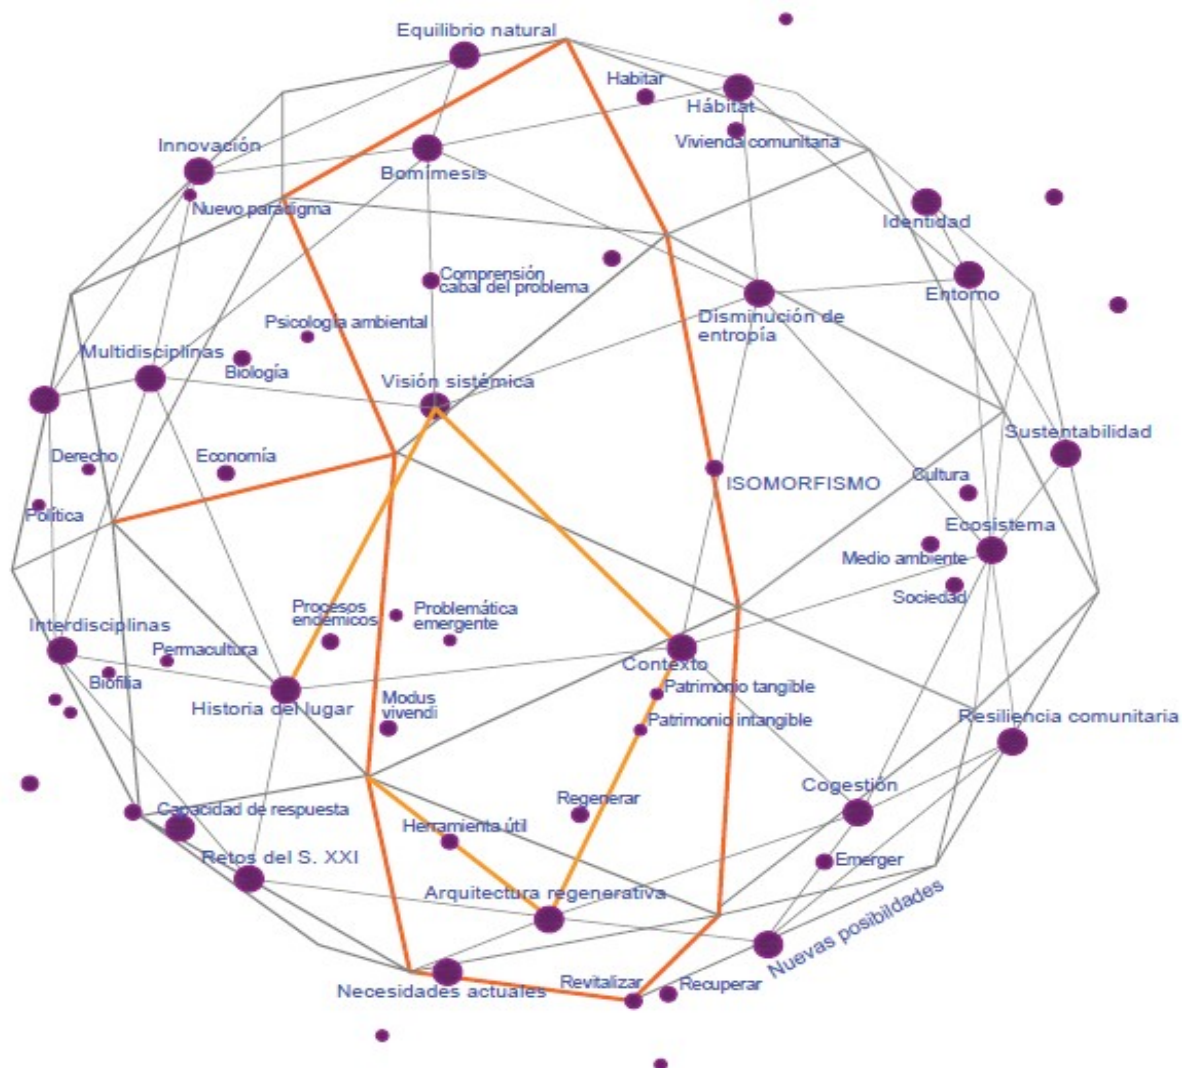 Equilibrio natural
Habitar
Hábitat
Vivienda comunitaria
Innovación
Bomímesis
Nuevo paradigma
Identidad
Comprensión
cabal del problema
Entorno
Psicología ambiental
Disminución de
entropía
Multidisciplinas
Biología
Visión sistémica
Sustentabilidad
Derecho
Economía
Cultura
ISOMORFISMO
Política
Ecosistema
Medio ambiente
Sociedad
Procesos
endémicos
Problemática
emergente
Interdisciplinas
Permacultura
Biofilia
Contexto
Patrimonio tangible
Historia del lugar
Modus
vivendi
Patrimonio intangible
Resiliencia comunitaria
Cogestión
Regenerar
Capacidad de respuesta
Herramienta útil
Retos del S. XXI
Emerger
Arquitectura regenerativa
Nuevas posibildades
Revitalizar
Recuperar
Necesidades actuales